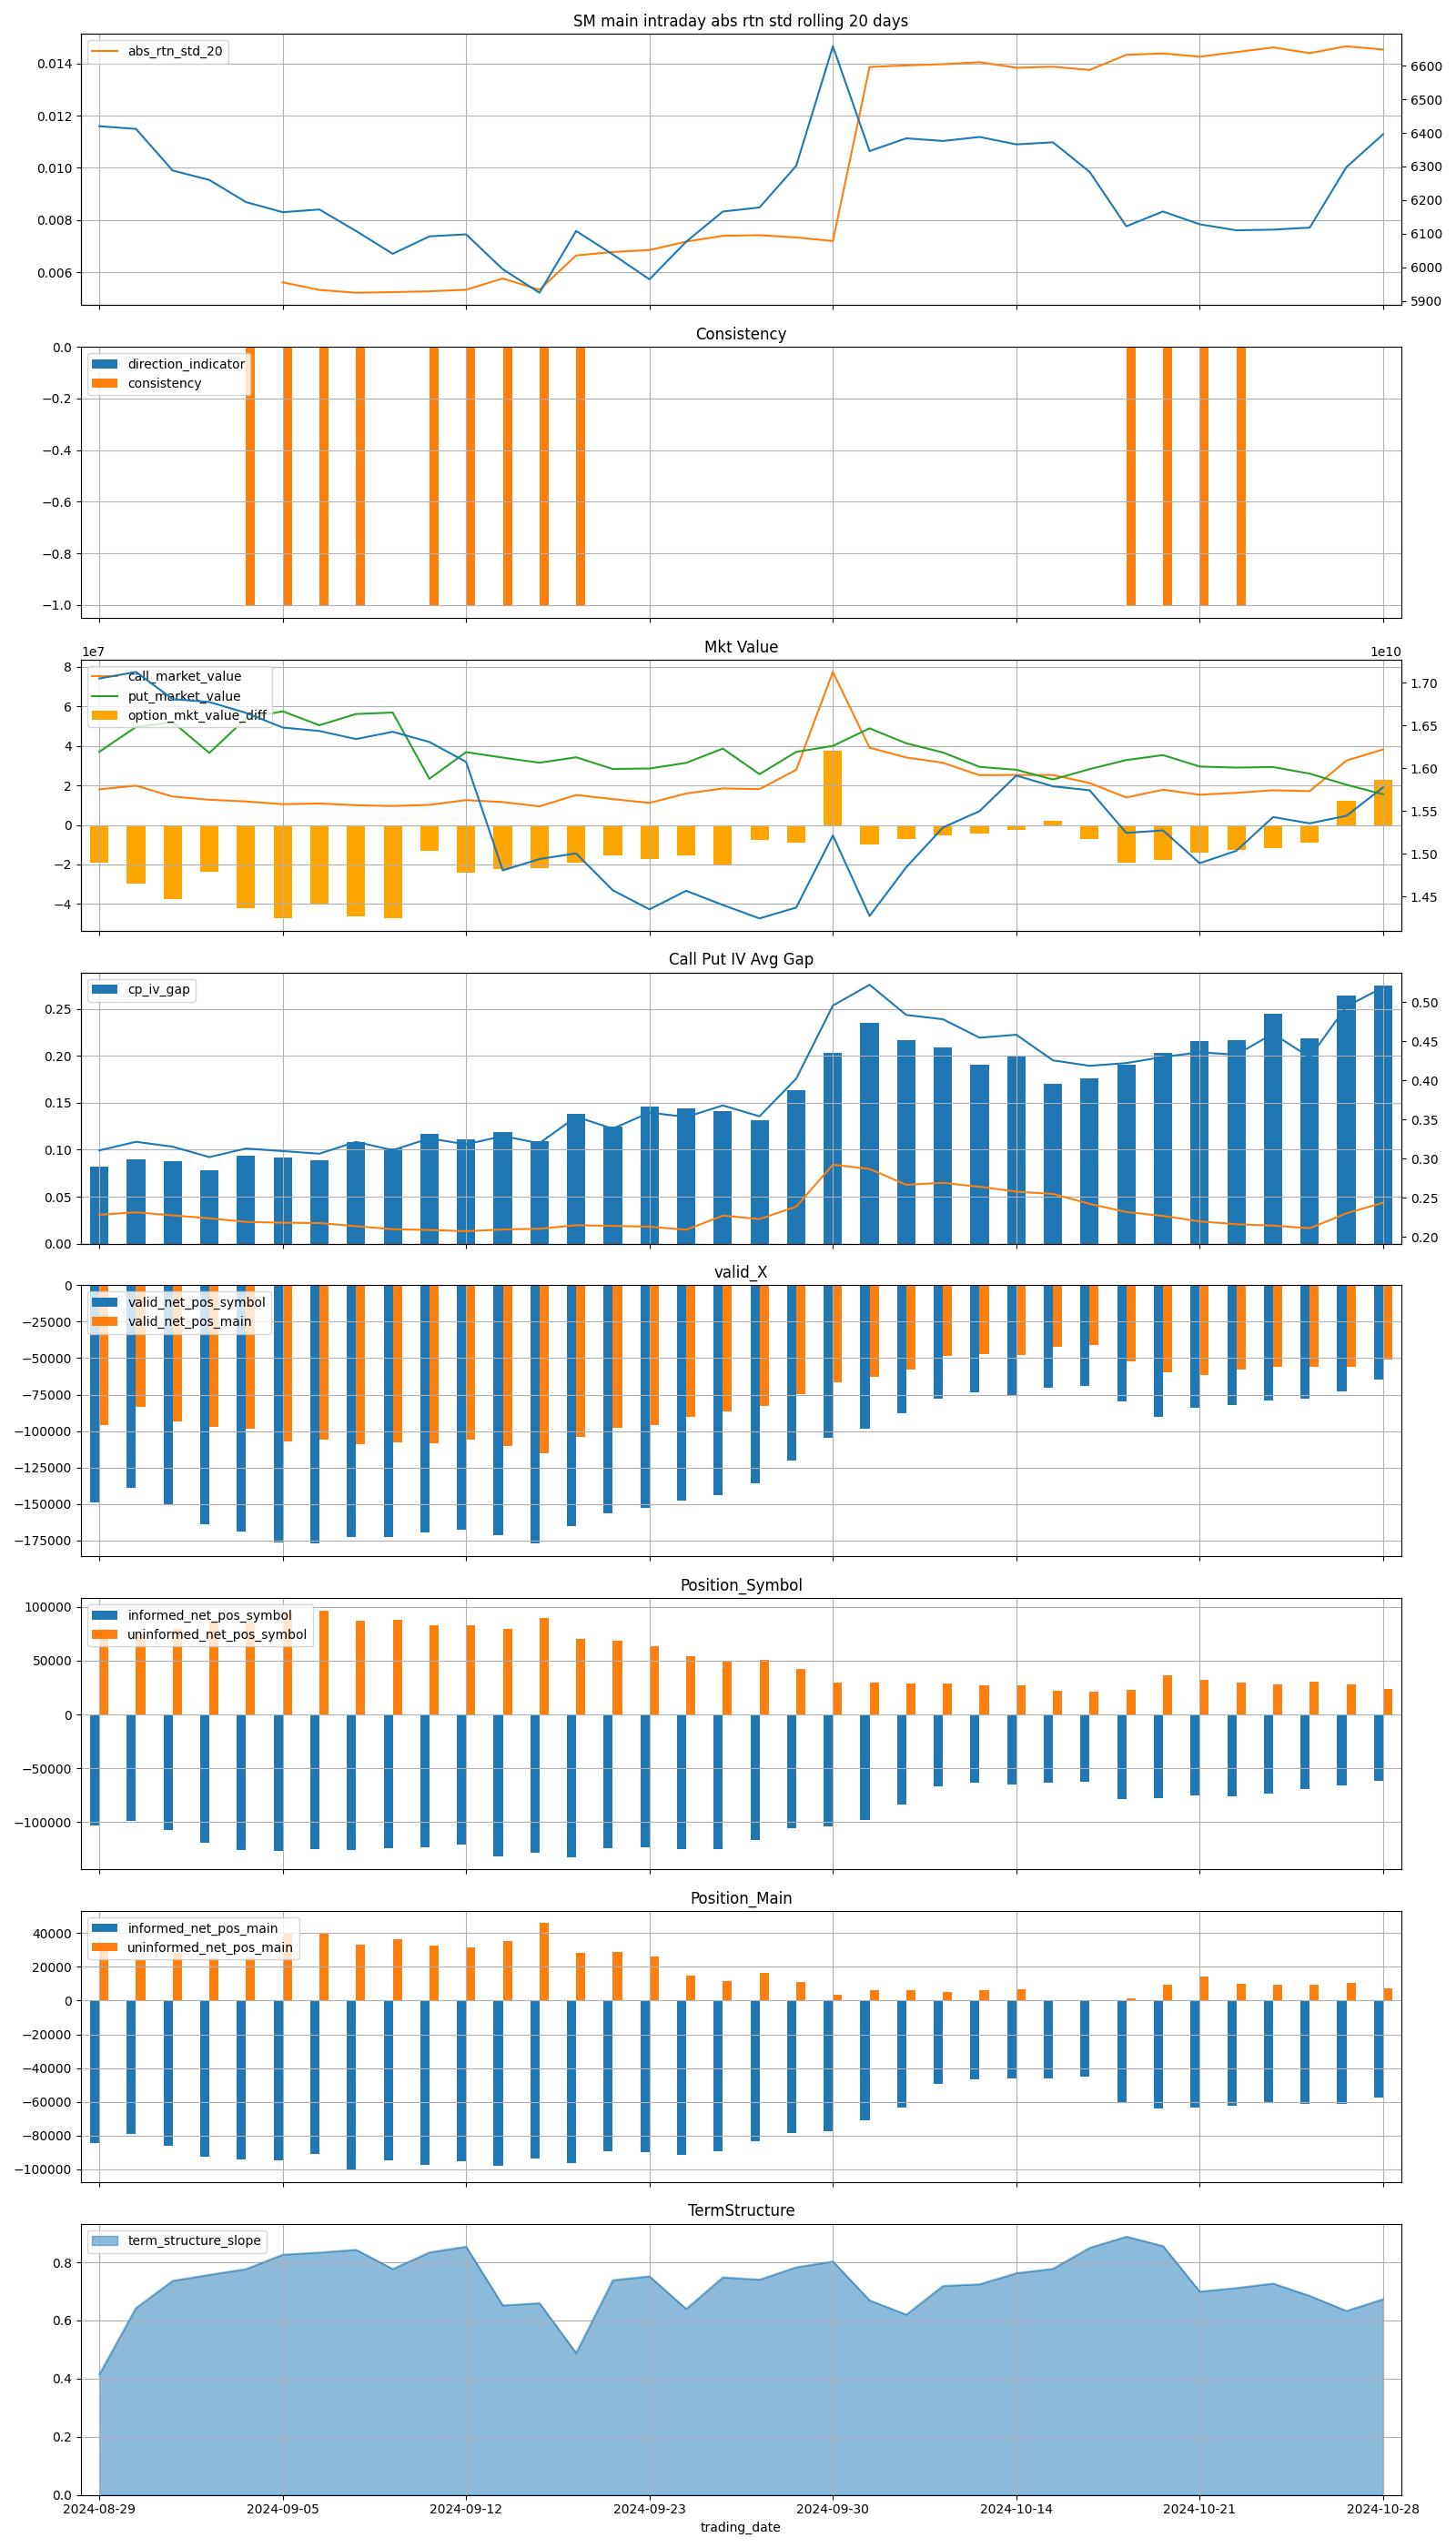 SM main intraday abs rtn std rolling 20 days
abs_rtn_std_20
0.014
0.012
0.010
0.008
0.006
6600
6500
6400
6300
6200
6100
6000
5900
Consistency
direction_indicator
consistency
0.0
−0.2
−0.4
−0.6
−0.8
−1.0
Mkt Value
1e7
1e10
call_market_value
put_market_value
option_mkt_value_diff
8
6
4
2
0
−2
−4
1.70
1.65
1.60
1.55
1.50
1.45
Call Put IV Avg Gap
cp_iv_gap
0.25
0.20
0.15
0.10
0.05
0.00
0.50
0.45
0.40
0.35
0.30
0.25
0.20
valid_X
valid_net_pos_symbol
valid_net_pos_main
0
−25000
−50000
−75000
−100000
−125000
−150000
−175000
Position_Symbol
informed_net_pos_symbol
uninformed_net_pos_symbol
100000
50000
0
−50000
−100000
Position_Main
informed_net_pos_main
uninformed_net_pos_main
40000
20000
0
−20000
−40000
−60000
−80000
−100000
TermStructure
term_structure_slope
0.8
0.6
0.4
0.2
0.0
2024-08-29 2024-09-05 2024-09-12 2024-09-23 2024-09-30 2024-10-14 2024-10-21 2024-10-28
trading_date